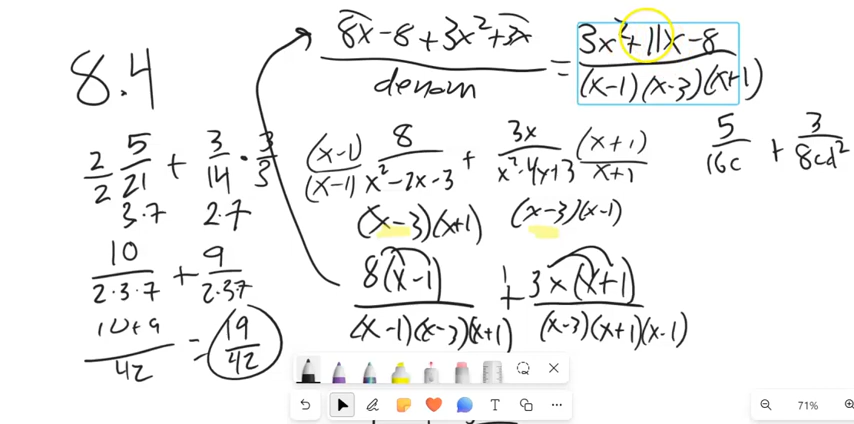 8.4
8x - 8 + 3x² + 3x / denom = 3x² + 11x - 8 / (x-1)(x-3)(x+1)
2/2 5/21 + 3/14 · 3/3
3·7 2·7
10/2·3·7 + 9/2·3·7
10+9/42 = 19/42
(x-1)/(x-1) 8/x²-2x-3 + 3x/x²-4x+3 (x+1)/x+1
(x-3)(x+1) (x-3)(x-1)
8(x-1)/(x-1)(x-3)(x+1) + 3x(x+1)/(x-3)(x+1)(x-1)
5/16c + 3/8cd²
T
71%